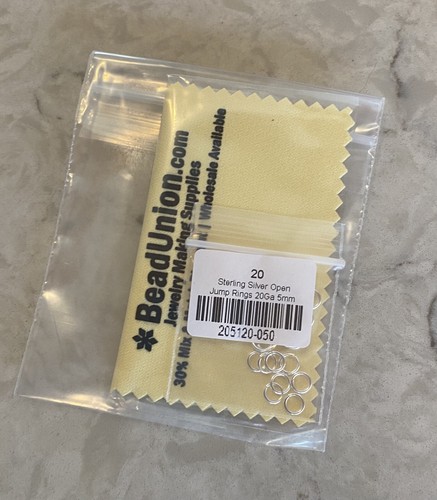 BeadUnion.com
Jewelry Making Supplies
30% Mix | Wholesale Available
20
Sterling Silver Open
Jump Rings 20Ga 5mm
205120-050